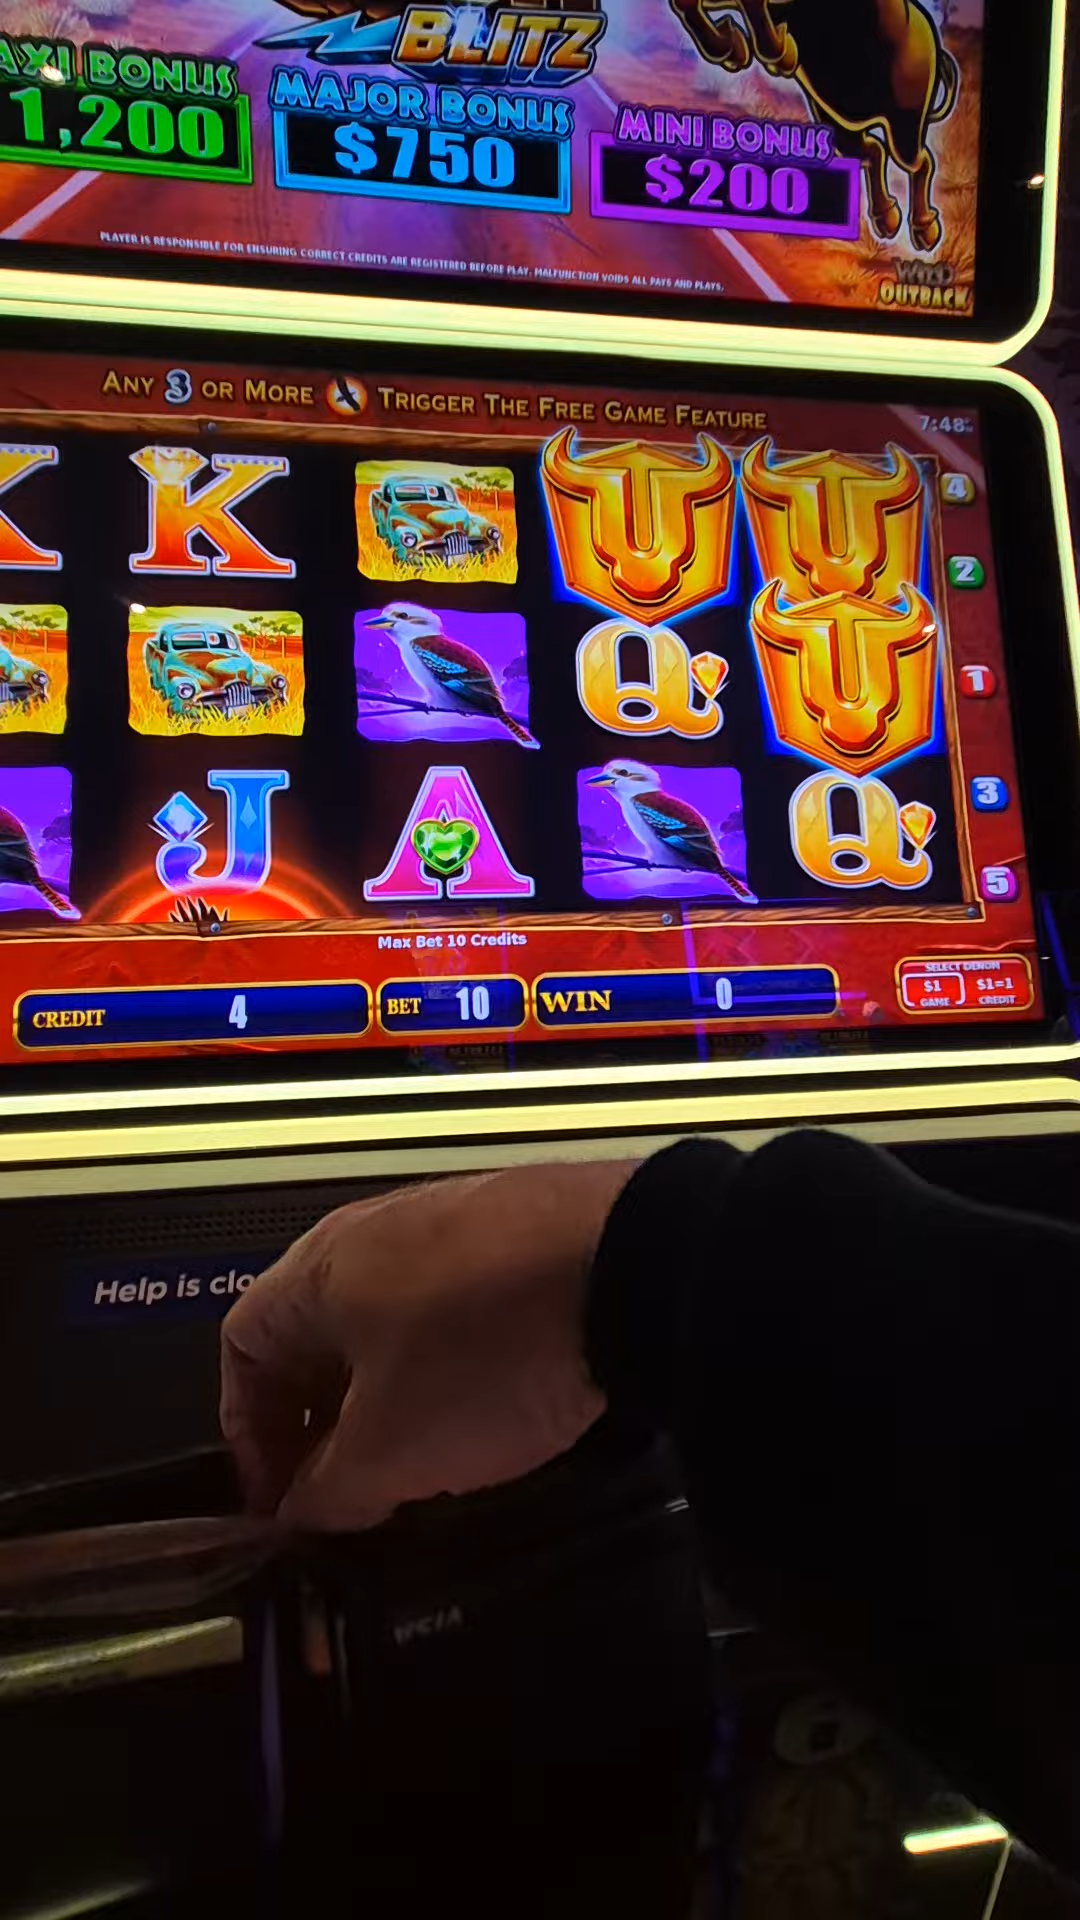 BLITZ
AXI BONUS
1,200
MAJOR BONUS
$750
MINI BONUS
$200
PLAYER IS RESPONSIBLE FOR ENSURING CORRECT CREDITS ARE REGISTERED BEFORE PLAY. MALFUNCTION VOIDS ALL PAYS AND PLAYS.
WILD
OUTBACK
ANY 3 OR MORE TRIGGER THE FREE GAME FEATURE
7:48
K K
4
2
Q
1
J A Q
3
5
Max Bet 10 Credits
CREDIT 4 BET 10 WIN 0
SELECT DENOM
$1 GAME $1=1 CREDIT
Help is clo